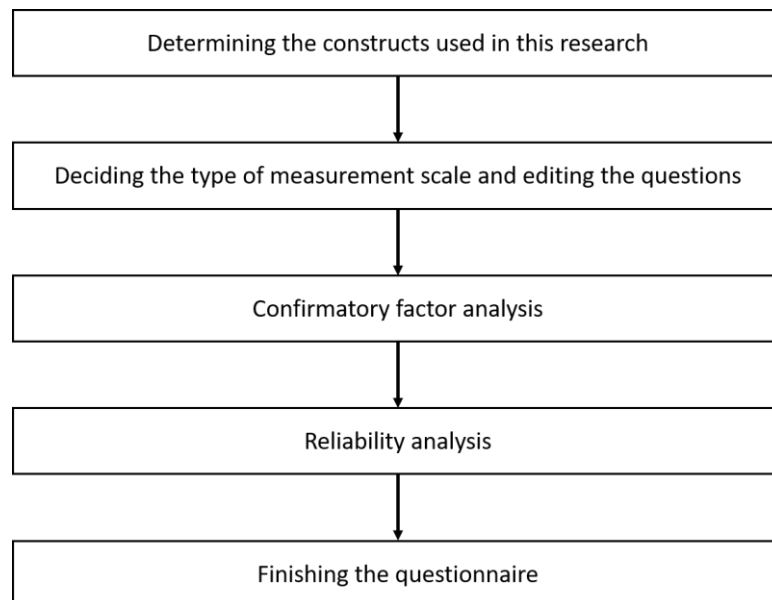 Determining the constructs used in this research
Deciding the type of measurement scale and editing the questions
Confirmatory factor analysis
Reliability analysis
Finishing the questionnaire